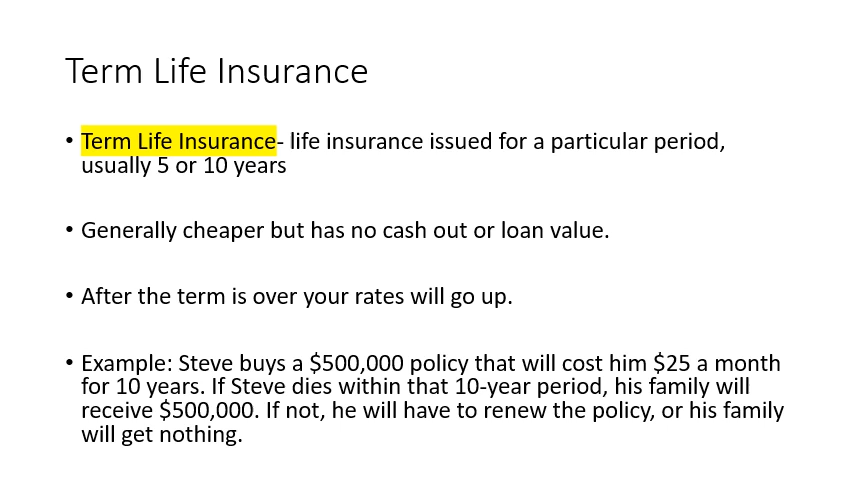 Term Life Insurance
• Term Life Insurance- life insurance issued for a particular period,
usually 5 or 10 years
• Generally cheaper but has no cash out or loan value.
• After the term is over your rates will go up.
• Example: Steve buys a $500,000 policy that will cost him $25 a month
for 10 years. If Steve dies within that 10-year period, his family will
receive $500,000. If not, he will have to renew the policy, or his family
will get nothing.